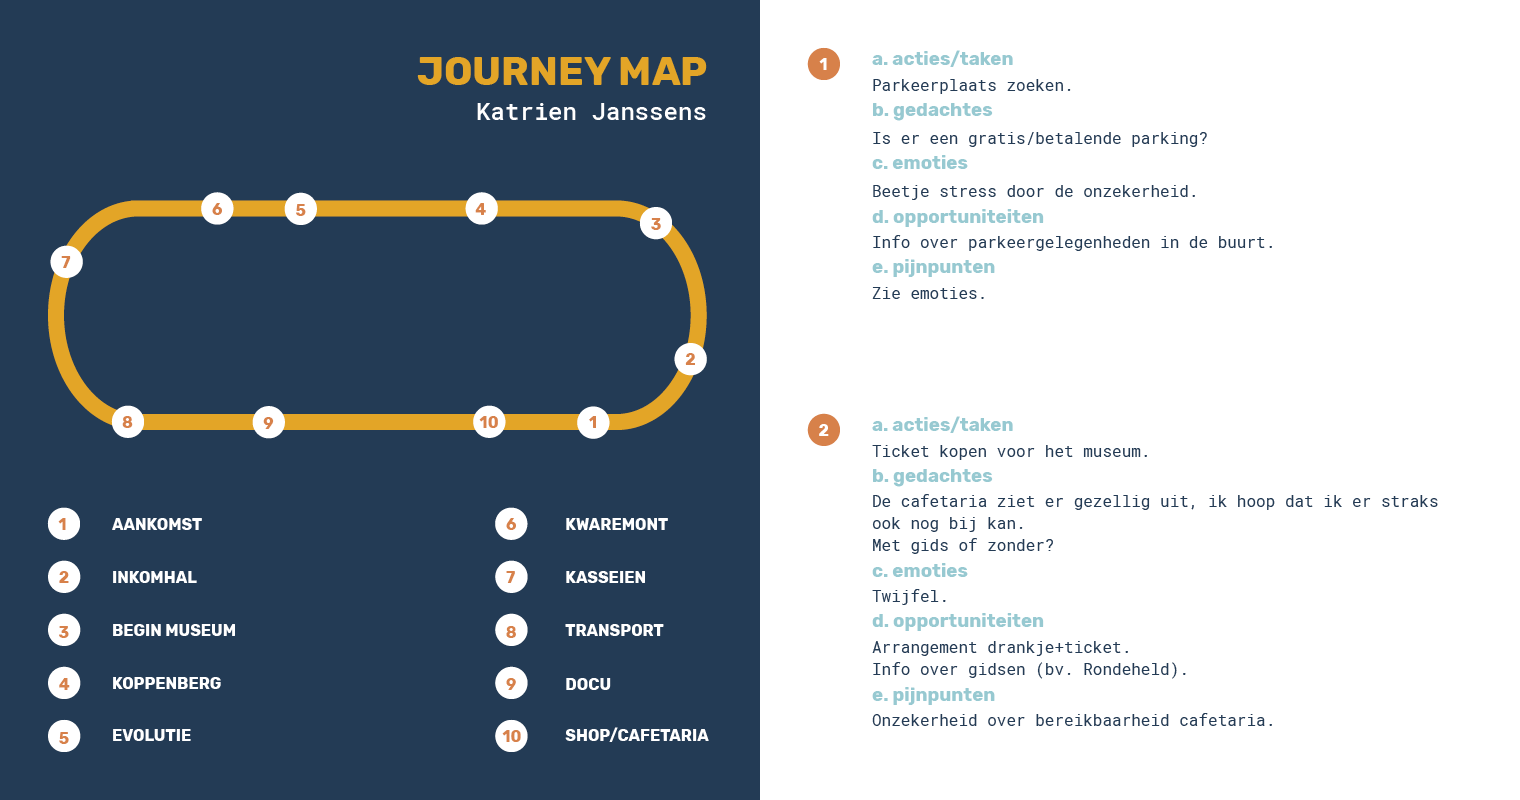 JOURNEY MAP
Katrien Janssens
6
5
4
3
7
2
8
9
10
1
1 AANKOMST
2 INKOMHAL
3 BEGIN MUSEUM
4 KOPPENBERG
5 EVOLUTIE
6 KWAREMONT
7 KASSEIEN
8 TRANSPORT
9 DOCU
10 SHOP/CAFETARIA
1
a. acties/taken
Parkeerplaats zoeken.
b. gedachtes
Is er een gratis/betalende parking?
c. emoties
Beetje stress door de onzekerheid.
d. opportuniteiten
Info over parkeergelegenheden in de buurt.
e. pijnpunten
Zie emoties.
2
a. acties/taken
Ticket kopen voor het museum.
b. gedachtes
De cafetaria ziet er gezellig uit, ik hoop dat ik er straks
ook nog bij kan.
Met gids of zonder?
c. emoties
Twijfel.
d. opportuniteiten
Arrangement drankje+ticket.
Info over gidsen (bv. Rondeheld).
e. pijnpunten
Onzekerheid over bereikbaarheid cafetaria.